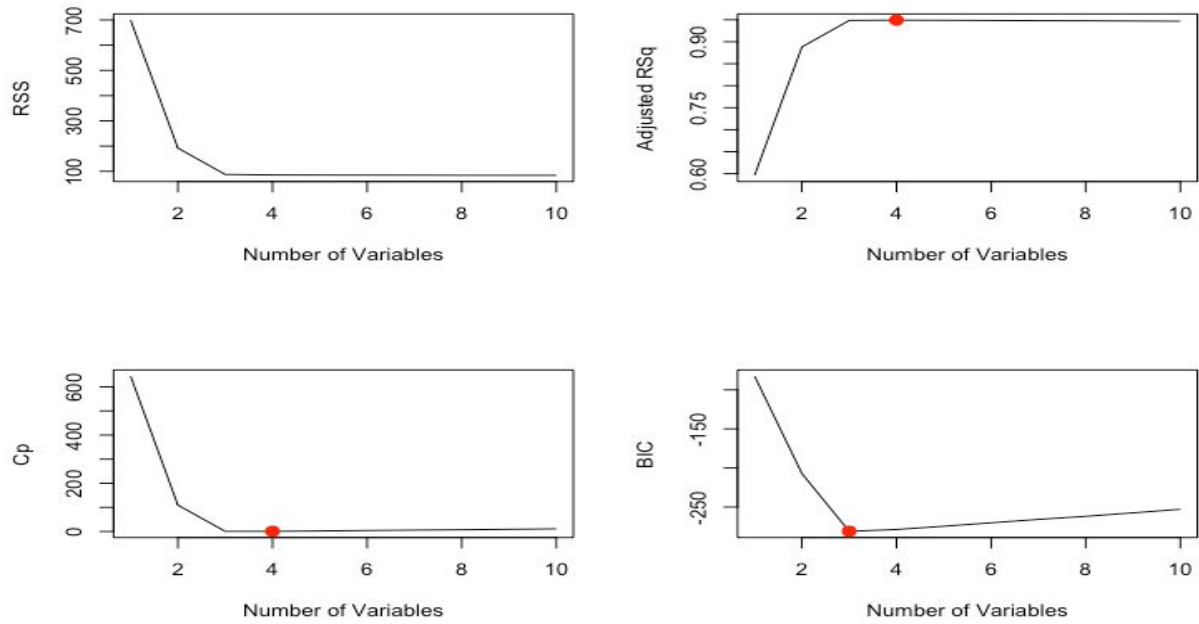 RSS
700
500
300
100
2 4 6 8 10
Number of Variables
Adjusted RSq
0.90
0.75
0.60
2 4 6 8 10
Number of Variables
Cp
600
400
200
0
2 4 6 8 10
Number of Variables
BIC
-150
-250
2 4 6 8 10
Number of Variables